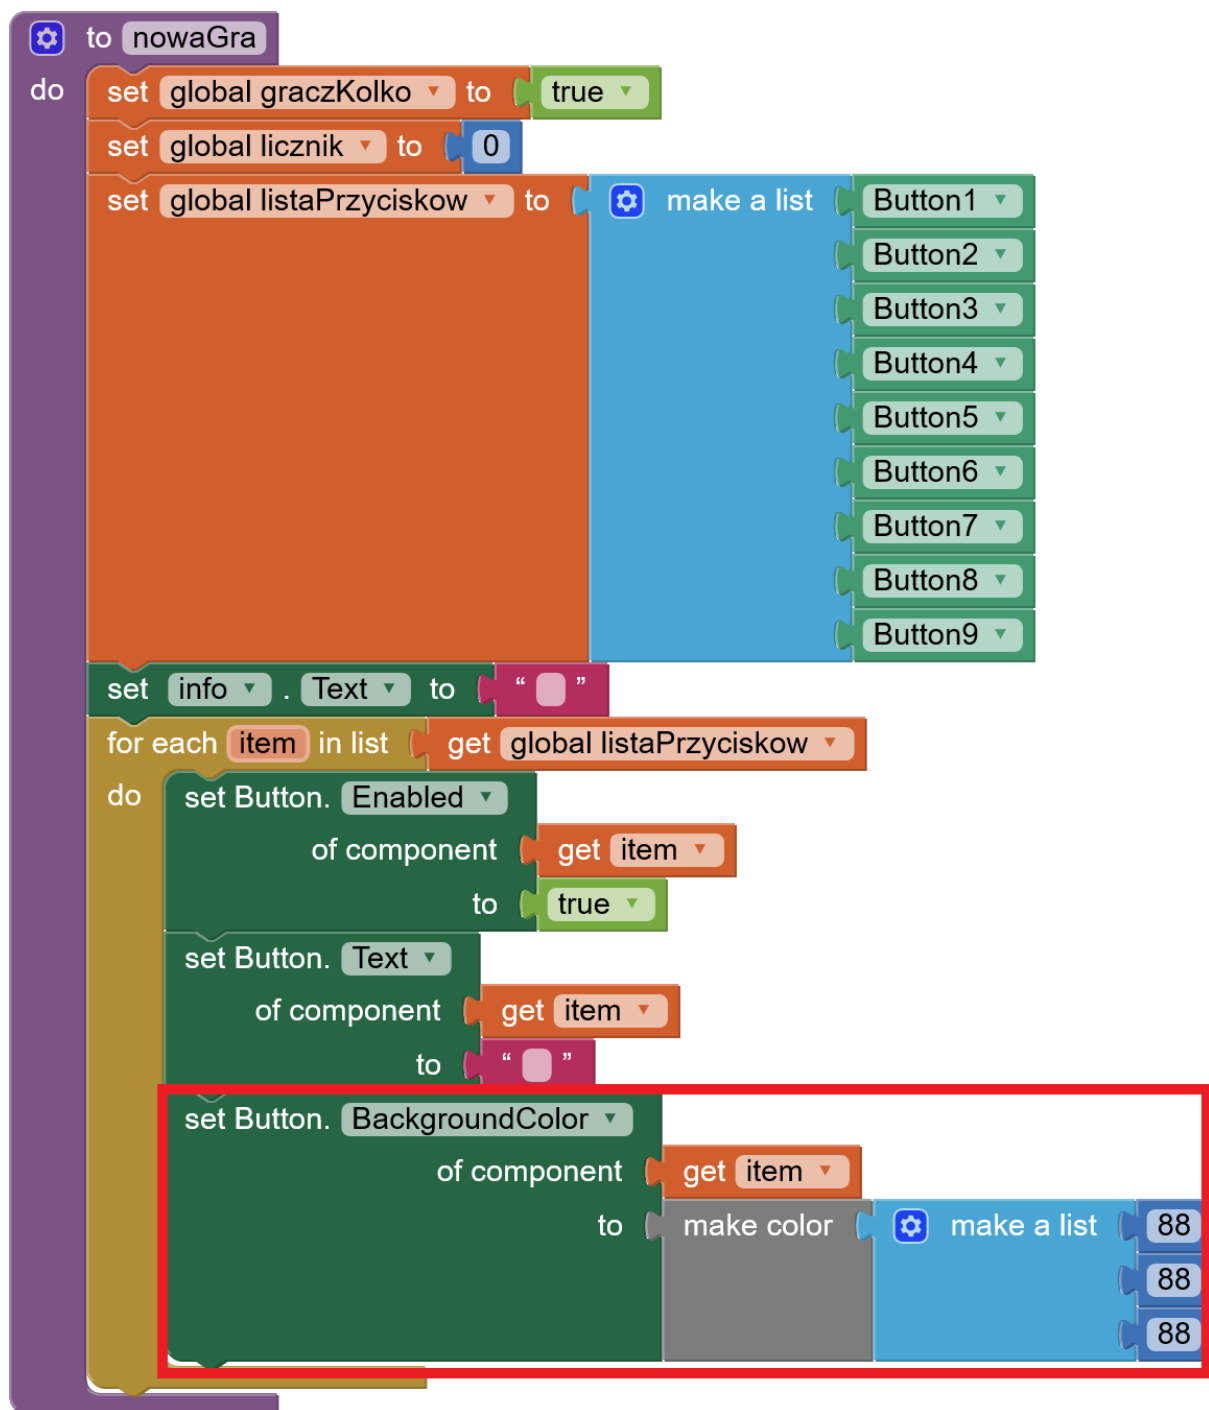 to nowaGra
do set global graczKolko to true
set global licznik to 0
set global listaPrzyciskow to make a list Button1
Button2
Button3
Button4
Button5
Button6
Button7
Button8
Button9
set info . Text to “ ”
for each item in list get global listaPrzyciskow
do set Button. Enabled
of component get item
to true
set Button. Text
of component get item
to “ ”
set Button. BackgroundColor
of component get item
to make color make a list 88
88
88